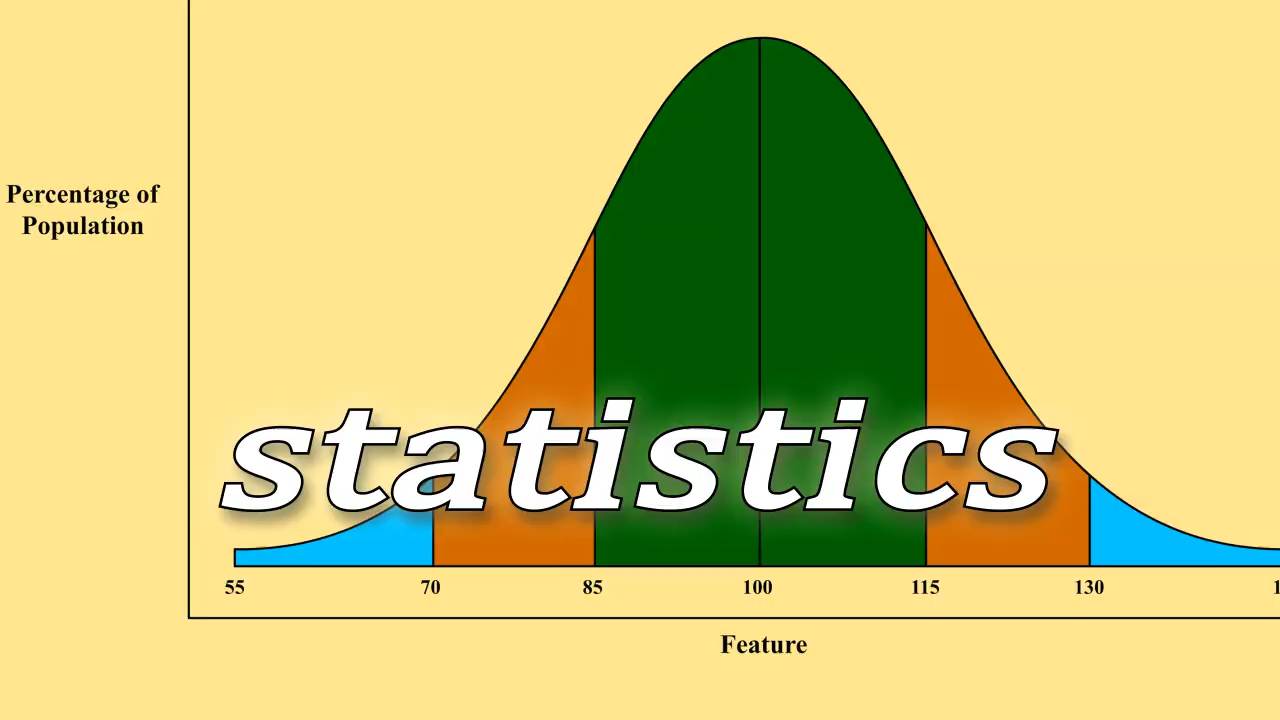 Percentage of
Population
statistics
55 70 85 100 115 130
Feature